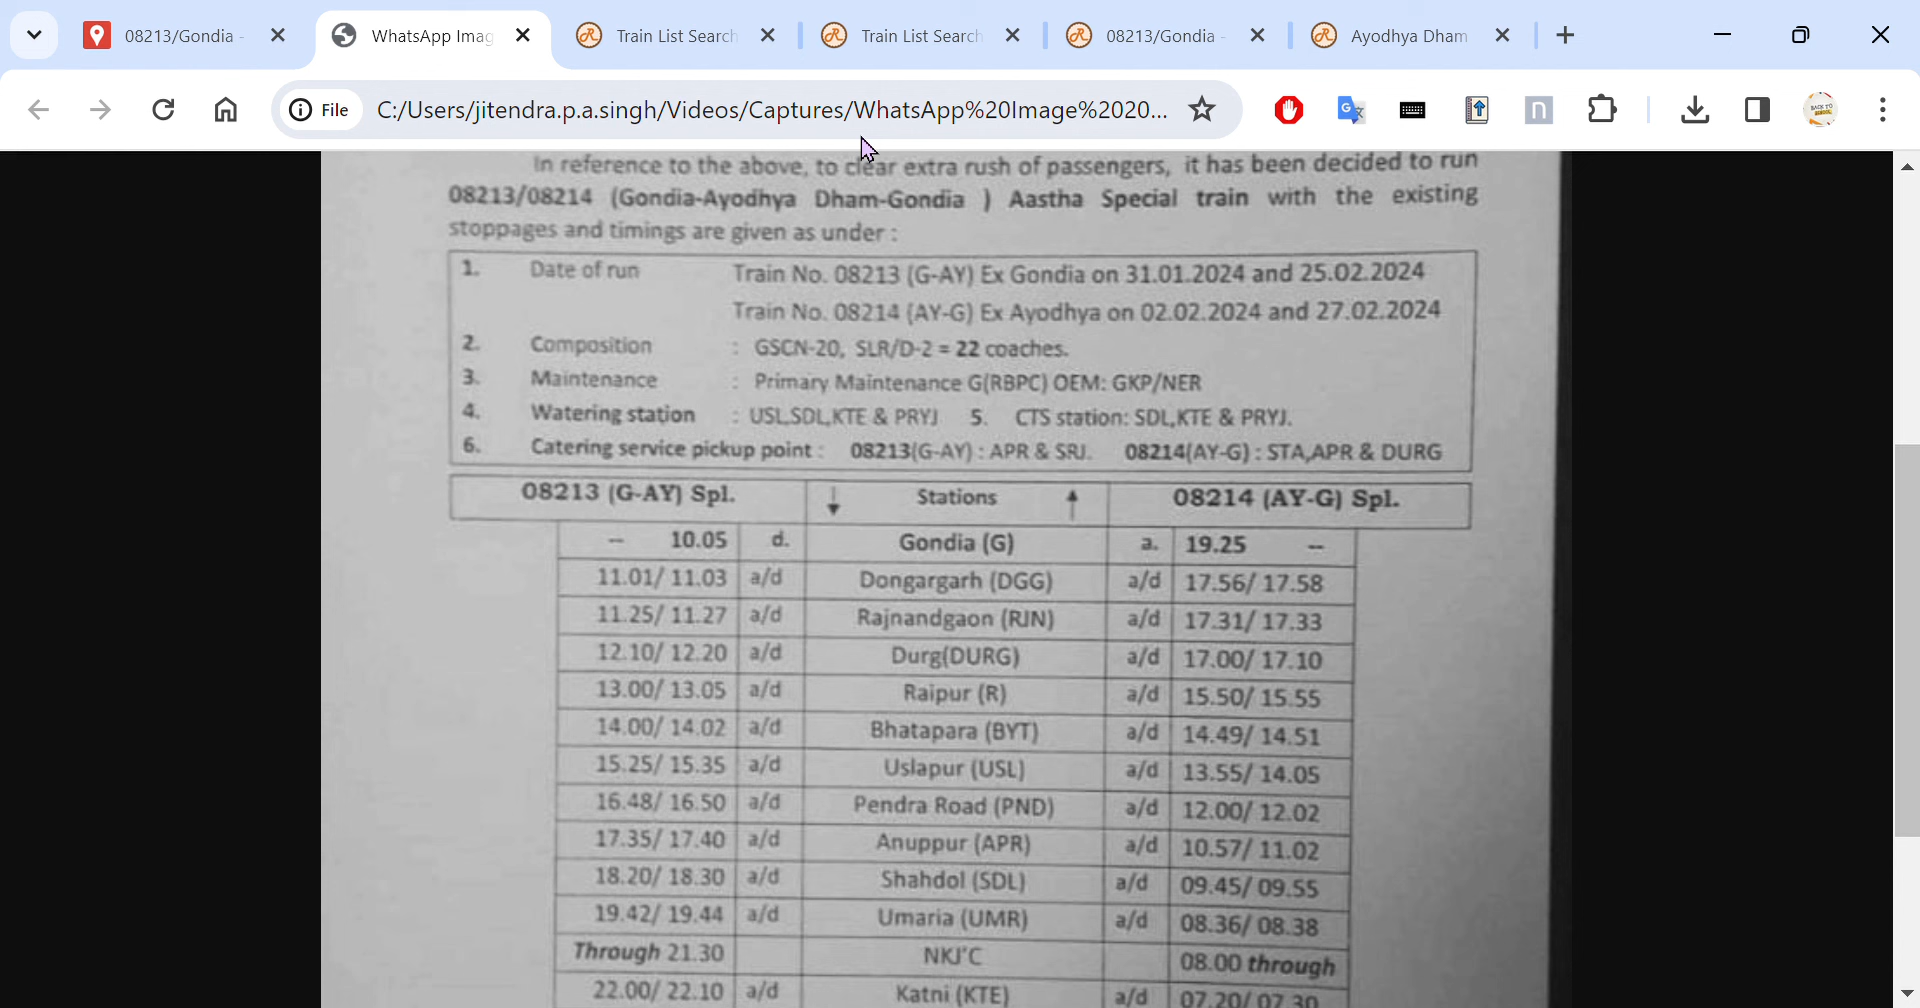 08213/Gondia -
WhatsApp Imag
Train List Search
Train List Search
08213/Gondia -
Ayodhya Dham
File
C:/Users/jitendra.p.a.singh/Videos/Captures/WhatsApp%20Image%2020...
In reference to the above, to clear extra rush of passengers, it has been decided to run
08213/08214 (Gondia-Ayodhya Dham-Gondia ) Aastha Special train with the existing
stoppages and timings are given as under :
1. Date of run Train No. 08213 (G-AY) Ex Gondia on 31.01.2024 and 25.02.2024
Train No. 08214 (AY-G) Ex Ayodhya on 02.02.2024 and 27.02.2024
2. Composition : GSCN-20, SLR/D-2 = 22 coaches.
3. Maintenance : Primary Maintenance G(RBPC) OEM: GKP/NER
4. Watering station : USL,SDL,KTE & PRYJ 5. CTS station: SDL,KTE & PRYJ.
6. Catering service pickup point : 08213(G-AY) : APR & SRJ. 08214(AY-G) : STA,APR & DURG
08213 (G-AY) Spl. Stations 08214 (AY-G) Spl.
-- 10.05 d. Gondia (G) a. 19.25 --
11.01/ 11.03 a/d Dongargarh (DGG) a/d 17.56/ 17.58
11.25/ 11.27 a/d Rajnandgaon (RJN) a/d 17.31/ 17.33
12.10/ 12.20 a/d Durg(DURG) a/d 17.00/ 17.10
13.00/ 13.05 a/d Raipur (R) a/d 15.50/ 15.55
14.00/ 14.02 a/d Bhatapara (BYT) a/d 14.49/ 14.51
15.25/ 15.35 a/d Uslapur (USL) a/d 13.55/ 14.05
16.48/ 16.50 a/d Pendra Road (PND) a/d 12.00/ 12.02
17.35/ 17.40 a/d Anuppur (APR) a/d 10.57/ 11.02
18.20/ 18.30 a/d Shahdol (SDL) a/d 09.45/ 09.55
19.42/ 19.44 a/d Umaria (UMR) a/d 08.36/ 08.38
Through 21.30 NKJ'C 08.00 through
22.00/ 22.10 a/d Katni (KTE) a/d 07.20/ 07.30